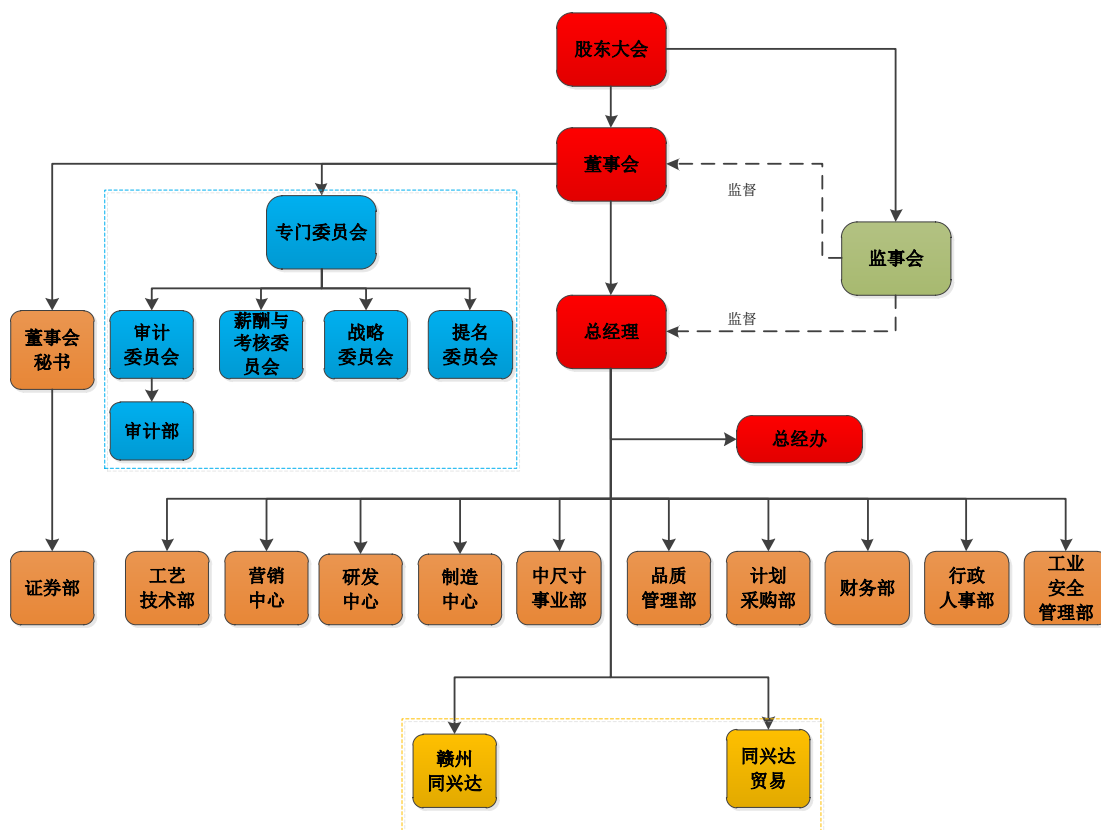 股东大会
董事会
监督
专门委员会
监事会
董事会
秘书
审计
委员会
薪酬与
考核委
员会
战略
委员会
提名
委员会
总经理
监督
审计部
总经办
证券部
工艺
技术部
营销
中心
研发
中心
制造
中心
中尺寸
事业部
品质
管理部
计划
采购部
财务部
行政
人事部
工业
安全
管理部
赣州
同兴达
同兴达
贸易